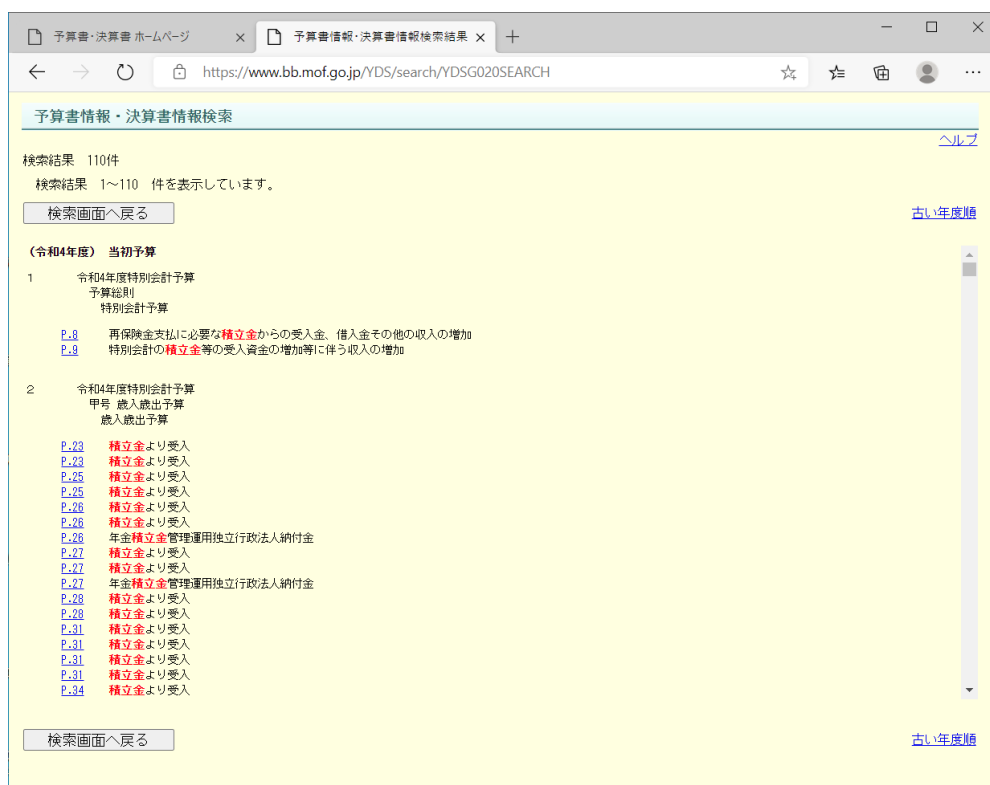 予算書・決算書 ホームページ
予算書情報・決算書情報検索結果
https://www.bb.mof.go.jp/YDS/search/YDSG020SEARCH
予算書情報・決算書情報検索
ヘルプ
検索結果　110件
検索結果　1～110　件を表示しています。
検索画面へ戻る
古い年度順
（令和4年度）　当初予算
1　令和4年度特別会計予算
予算総則
特別会計予算
P.8　再保険金支払に必要な積立金からの受入金、借入金その他の収入の増加
P.9　特別会計の積立金等の受入資金の増加等に伴う収入の増加
2　令和4年度特別会計予算
甲号 歳入歳出予算
歳入歳出予算
P.23　積立金より受入
P.23　積立金より受入
P.25　積立金より受入
P.25　積立金より受入
P.26　積立金より受入
P.26　積立金より受入
P.26　年金積立金管理運用独立行政法人納付金
P.27　積立金より受入
P.27　積立金より受入
P.27　年金積立金管理運用独立行政法人納付金
P.28　積立金より受入
P.28　積立金より受入
P.31　積立金より受入
P.31　積立金より受入
P.31　積立金より受入
P.31　積立金より受入
P.34　積立金より受入
検索画面へ戻る
古い年度順